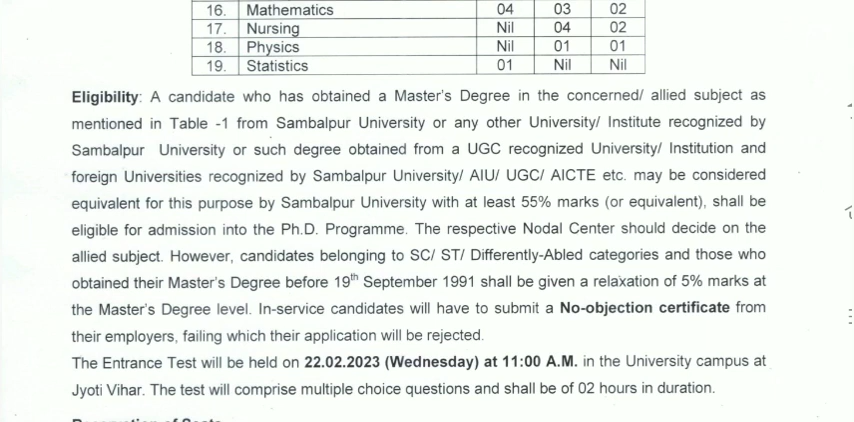 16. Mathematics 04 03 02
17. Nursing Nil 04 02
18. Physics Nil 01 01
19. Statistics 01 Nil Nil
Eligibility: A candidate who has obtained a Master's Degree in the concerned/ allied subject as
mentioned in Table -1 from Sambalpur University or any other University/ Institute recognized by
Sambalpur University or such degree obtained from a UGC recognized University/ Institution and
foreign Universities recognized by Sambalpur University/ AIU/ UGC/ AICTE etc. may be considered
equivalent for this purpose by Sambalpur University with at least 55% marks (or equivalent), shall be
eligible for admission into the Ph.D. Programme. The respective Nodal Center should decide on the
allied subject. However, candidates belonging to SC/ ST/ Differently-Abled categories and those who
obtained their Master's Degree before 19th September 1991 shall be given a relaxation of 5% marks at
the Master's Degree level. In-service candidates will have to submit a No-objection certificate from
their employers, failing which their application will be rejected.
The Entrance Test will be held on 22.02.2023 (Wednesday) at 11:00 A.M. in the University campus at
Jyoti Vihar. The test will comprise multiple choice questions and shall be of 02 hours in duration.